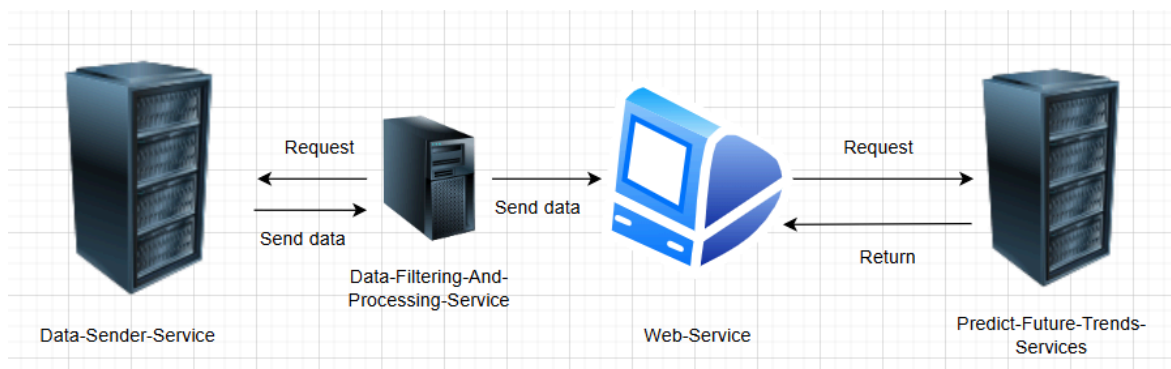 Request
Send data
Data-Sender-Service
Data-Filtering-And-
Processing-Service
Send data
Web-Service
Request
Return
Predict-Future-Trends-
Services